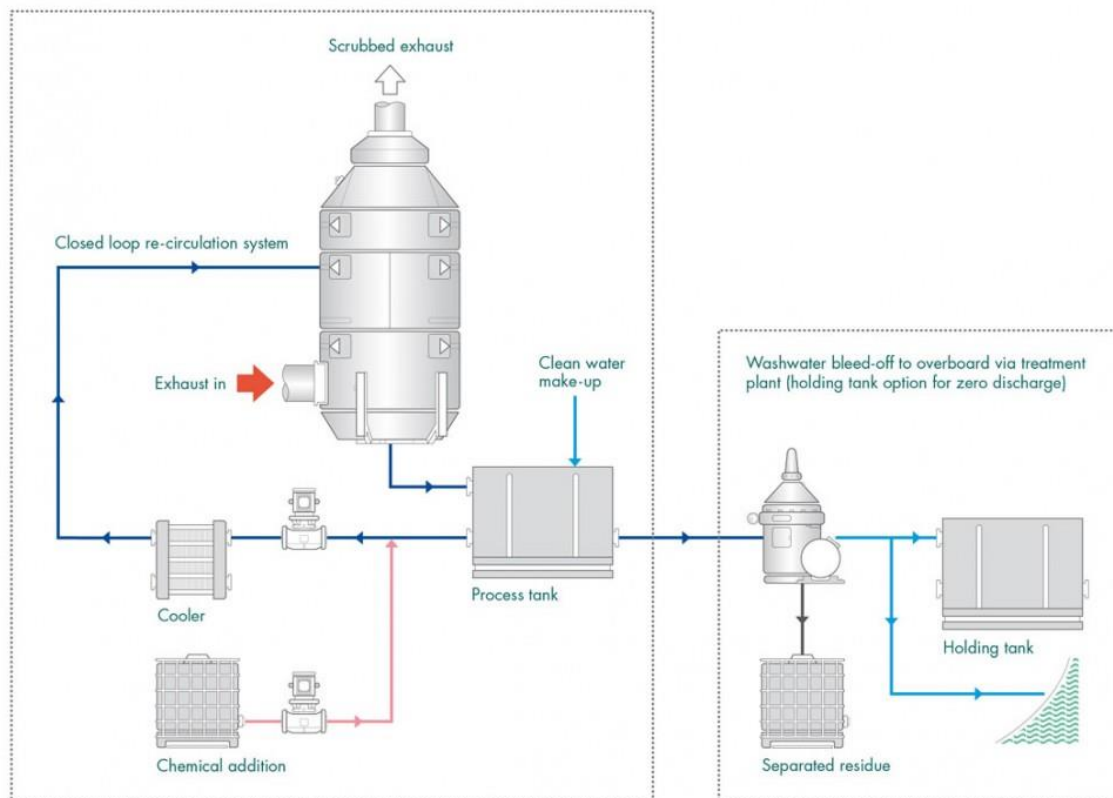 Scrubbed exhaust
Closed loop re-circulation system
Exhaust in
Clean water
make-up
Washwater bleed-off to overboard via treatment
plant (holding tank option for zero discharge)
Cooler
Process tank
Holding tank
Chemical addition
Separated residue